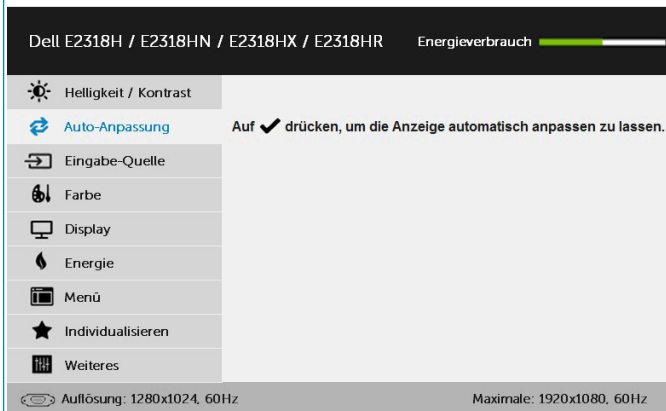 Dell E2318H / E2318HN / E2318HX / E2318HR Energieverbrauch
Helligkeit / Kontrast
Auto-Anpassung
Auf ✔ drücken, um die Anzeige automatisch anpassen zu lassen.
Eingabe-Quelle
Farbe
Display
Energie
Menü
Individualisieren
Weiteres
Auflösung: 1280x1024, 60Hz Maximale: 1920x1080, 60Hz